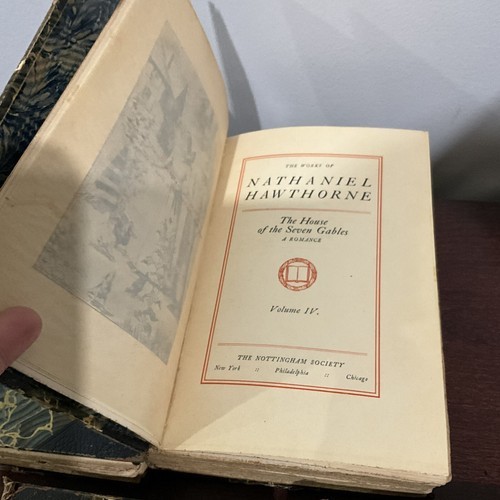 THE WORKS OF
NATHANIEL
HAWTHORNE
The House
of the Seven Gables
A ROMANCE
Volume IV.
THE NOTTINGHAM SOCIETY
New York :: Philadelphia :: Chicago